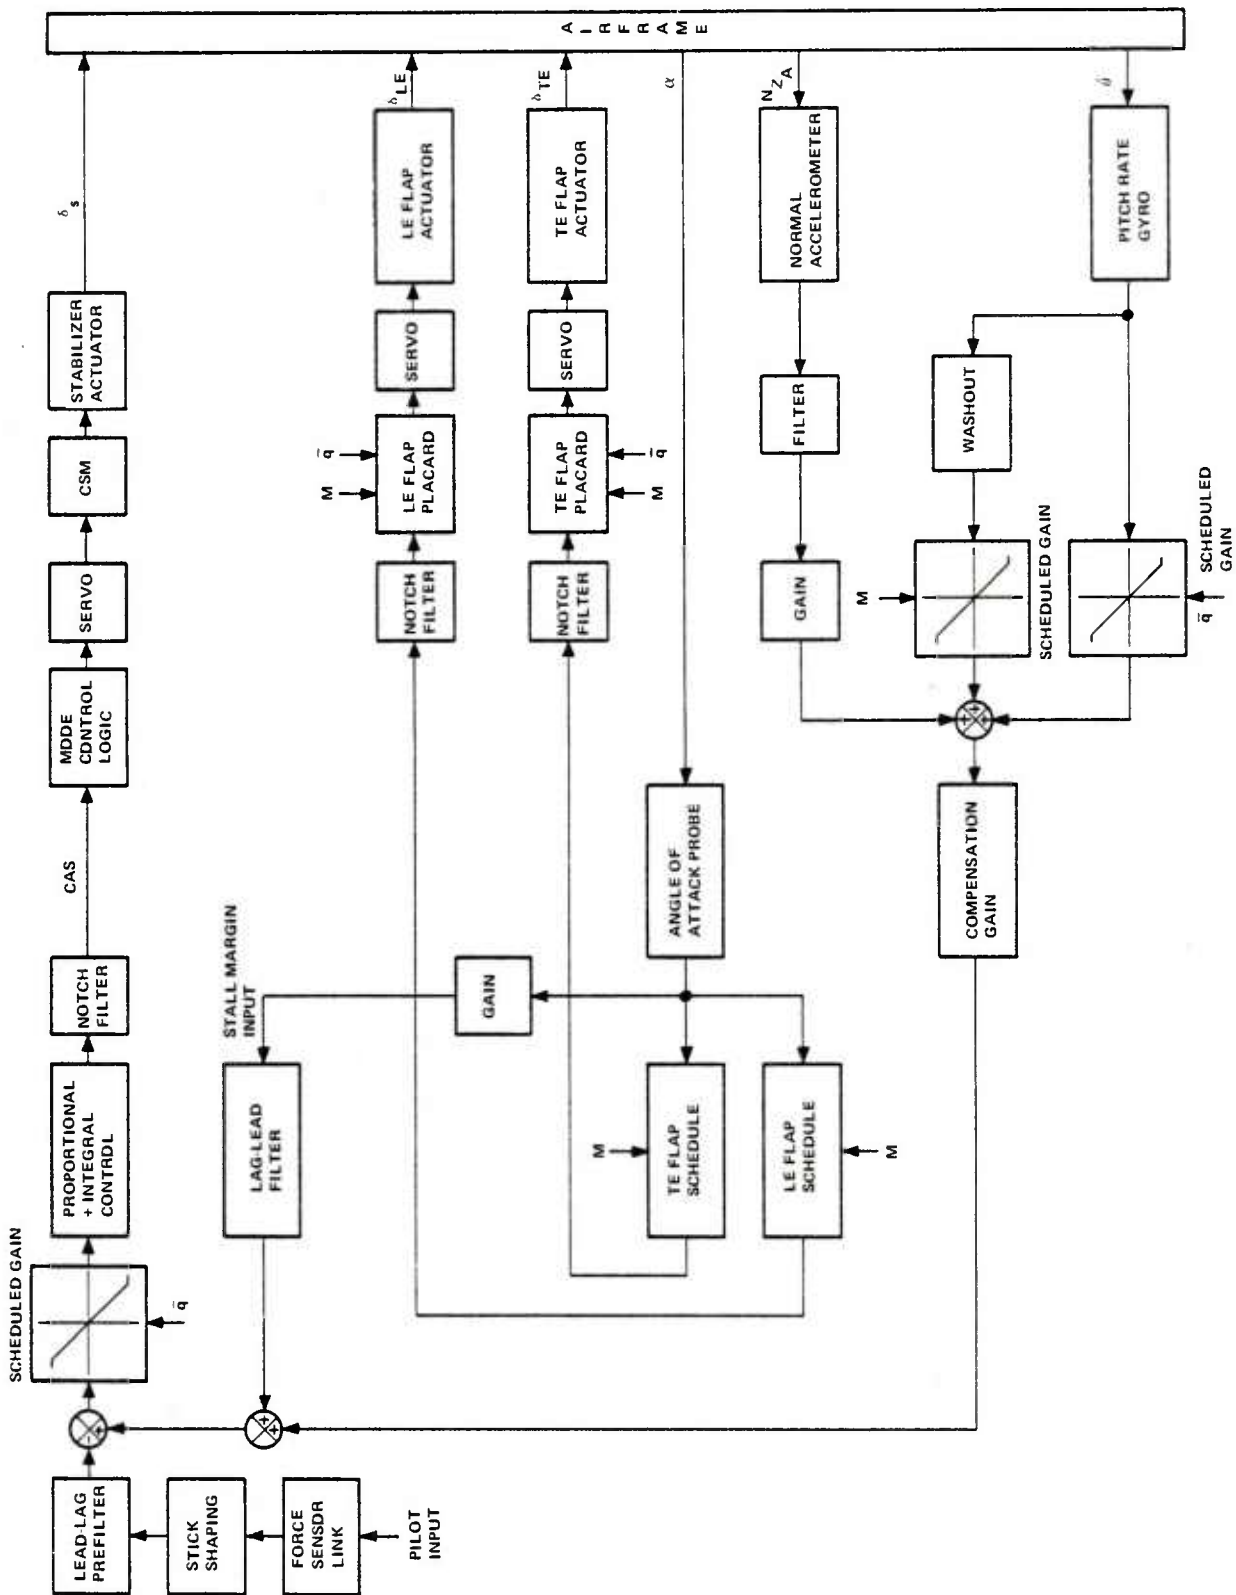 SCHEDULED GAIN
LEAD-LAG
PREFILTER
-
+
q̄
PROPORTIONAL
+ INTEGRAL
CONTRDL
NOTCH
FILTER
CAS
MDDE
CDNTROL
LOGIC
SERVO
CSM
STABILIZER
ACTUATOR
δs
STICK
SHAPING
FORCE
SENSDR
LINK
PILOT
INPUT
+
+
LAG-LEAD
FILTER
STALL MARGIN
INPUT
GAIN
NOTCH
FILTER
M
q̄
LE FLAP
PLACARD
SERVO
LE FLAP
ACTUATOR
δLE
NOTCH
FILTER
TE FLAP
PLACARD
M
q̄
SERVO
TE FLAP
ACTUATOR
δTE
AIRFRAME
M
TE FLAP
SCHEDULE
LE FLAP
SCHEDULE
M
ANGLE OF
ATTACK PROBE
α
GAIN
FILTER
NORMAL
ACCELEROMETER
NZA
COMPENSATION
GAIN
+
+
+
M
SCHEDULED GAIN
WASHOUT
q̄
SCHEDULED
GAIN
PITCH RATE
GYRO